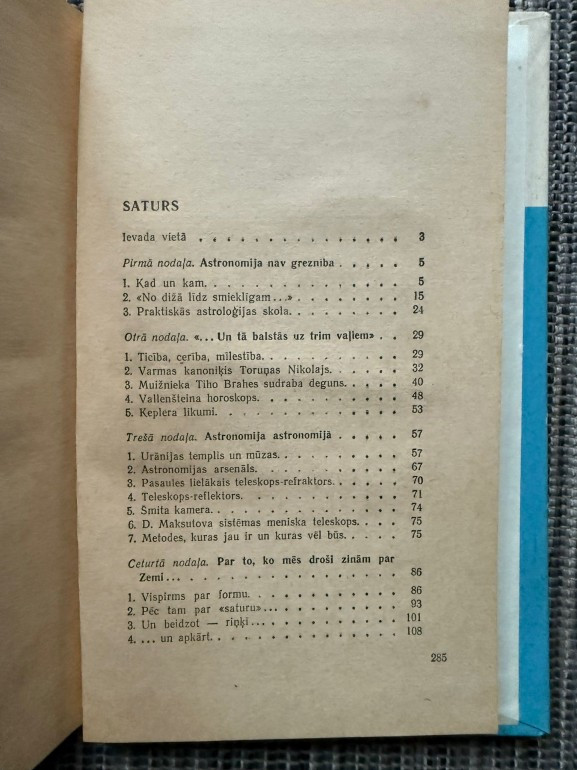 SATURS
Ievada vietā . . . . . . . . . . . . . . . 3
Pirmā nodaļa. Astronomija nav greznība . . . . . 5
1. Kad un kam. . . . . . . . . . . . . . . 5
2. «No dižā līdz smieklīgam...» . . . . . . . . 15
3. Praktiskās astroloģijas skola. . . . . . . . . 24
Otrā nodaļa. «... Un tā balstās uz trim vaļiem» . . 29
1. Ticība, cerība, mīlestība. . . . . . . . . . . 29
2. Varmas kanoniķis Toruņas Nikolajs. . . . . . 32
3. Muižnieka Tiho Brahes sudraba deguns. . . . . 40
4. Vallenšteina horoskops. . . . . . . . . . . 48
5. Keplera likumi. . . . . . . . . . . . . . 53
Trešā nodaļa. Astronomija astronomijā . . . . . 57
1. Urānijas templis un mūzas. . . . . . . . . . 57
2. Astronomijas arsenāls. . . . . . . . . . . 67
3. Pasaules lielākais teleskops-refraktors. . . . . . 70
4. Teleskops-reflektors. . . . . . . . . . . . 71
5. Šmita kamera. . . . . . . . . . . . . . 74
6. D. Maksutova sistēmas meniska teleskops. . . . 75
7. Metodes, kuras jau ir un kuras vēl būs. . . . . 75
Ceturtā nodaļa. Par to, ko mēs droši zinām par
Zemi... . . . . . . . . . . . . . . . . 86
1. Vispirms par formu. . . . . . . . . . . . 86
2. Pēc tam par «saturu»... . . . . . . . . . . 93
3. Un beidzot — riņķī... . . . . . . . . . . 101
4. ... un apkārt. . . . . . . . . . . . . . 108
285